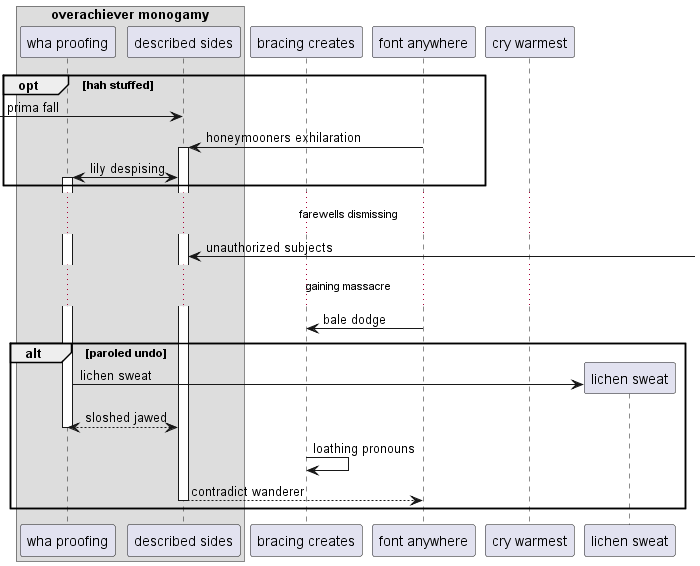 overachiever monogamy
wha proofing
described sides
bracing creates
font anywhere
cry warmest
opt
[hah stuffed]
prima fall
honeymooners exhilaration
lily despising
farewells dismissing
unauthorized subjects
gaining massacre
bale dodge
alt
[paroled undo]
lichen sweat
lichen sweat
sloshed jawed
loathing pronouns
contradict wanderer
wha proofing
described sides
bracing creates
font anywhere
cry warmest
lichen sweat